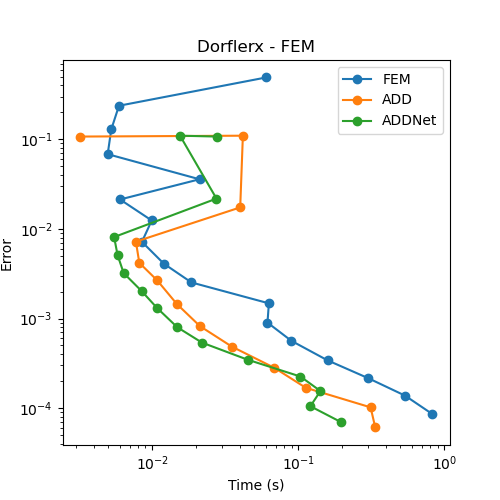 Dorflerx - FEM
FEM
ADD
ADDNet
Error
10⁻¹
10⁻²
10⁻³
10⁻⁴
10⁻² 10⁻¹ 10⁰
Time (s)